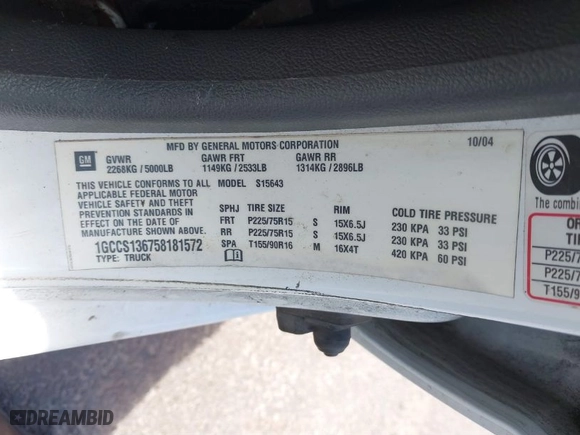 MFD BY GENERAL MOTORS CORPORATION 10/04
GM GVWR GAWR FRT GAWR RR
2268KG / 5000LB 1149KG / 2533LB 1314KG / 2896LB
THIS VEHICLE CONFORMS TO ALL MODEL S15643
APPLICABLE FEDERAL MOTOR
VEHICLE SAFETY AND SPHJ TIRE SIZE RIM COLD TIRE PRESSURE
THEFT PREVENTION STANDARDS FRT P225/75R15 S 15X6.5J 230 KPA 33 PSI
IN EFFECT ON THE DATE OF RR P225/75R15 S 15X6.5J 230 KPA 33 PSI
MANUFACTURE SHOWN ABOVE. SPA T155/90R16 M 16X4T 420 KPA 60 PSI
1GCCS136758181572
TYPE: TRUCK
The combin
OR
TI
P225/7
P225/7
T155/9
DREAMBID